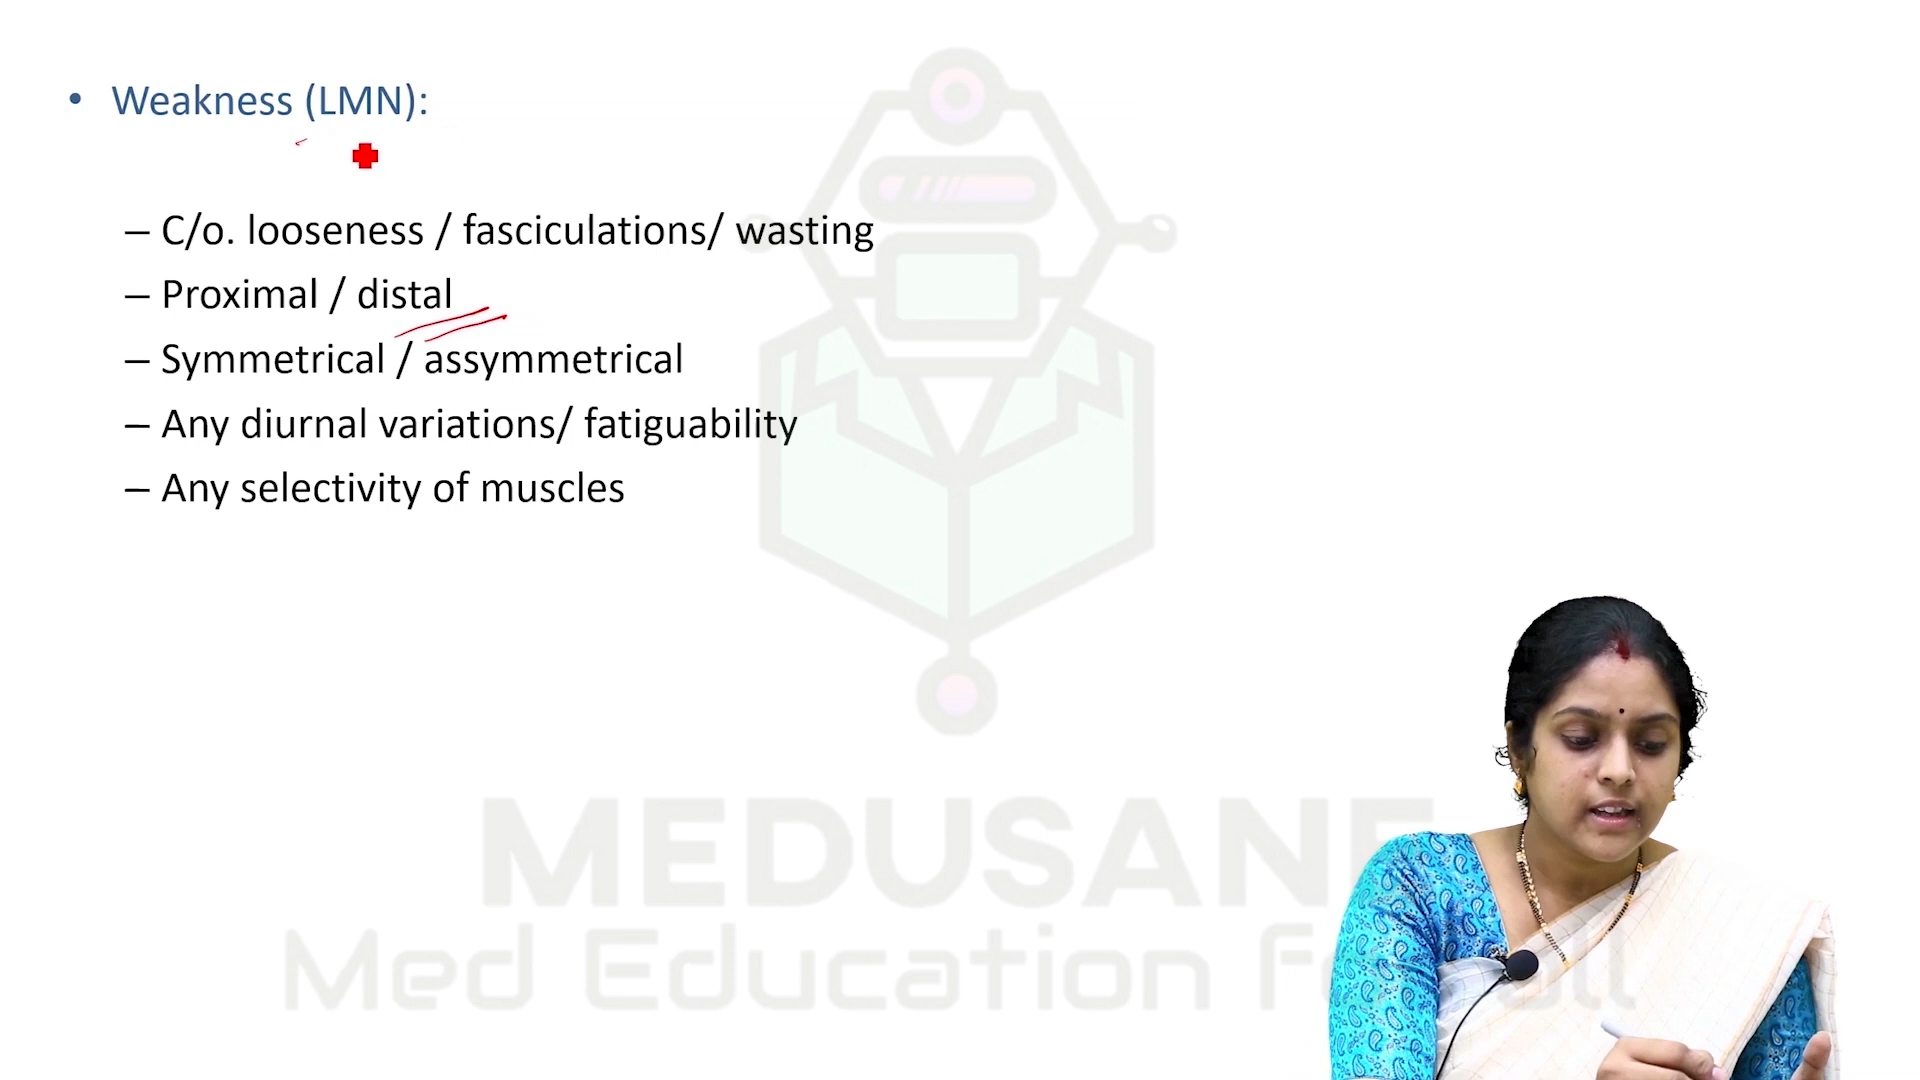 • Weakness (LMN):
– C/o. looseness / fasciculations/ wasting
– Proximal / distal
– Symmetrical / assymmetrical
– Any diurnal variations/ fatiguability
– Any selectivity of muscles
MEDUSANE
Med Education